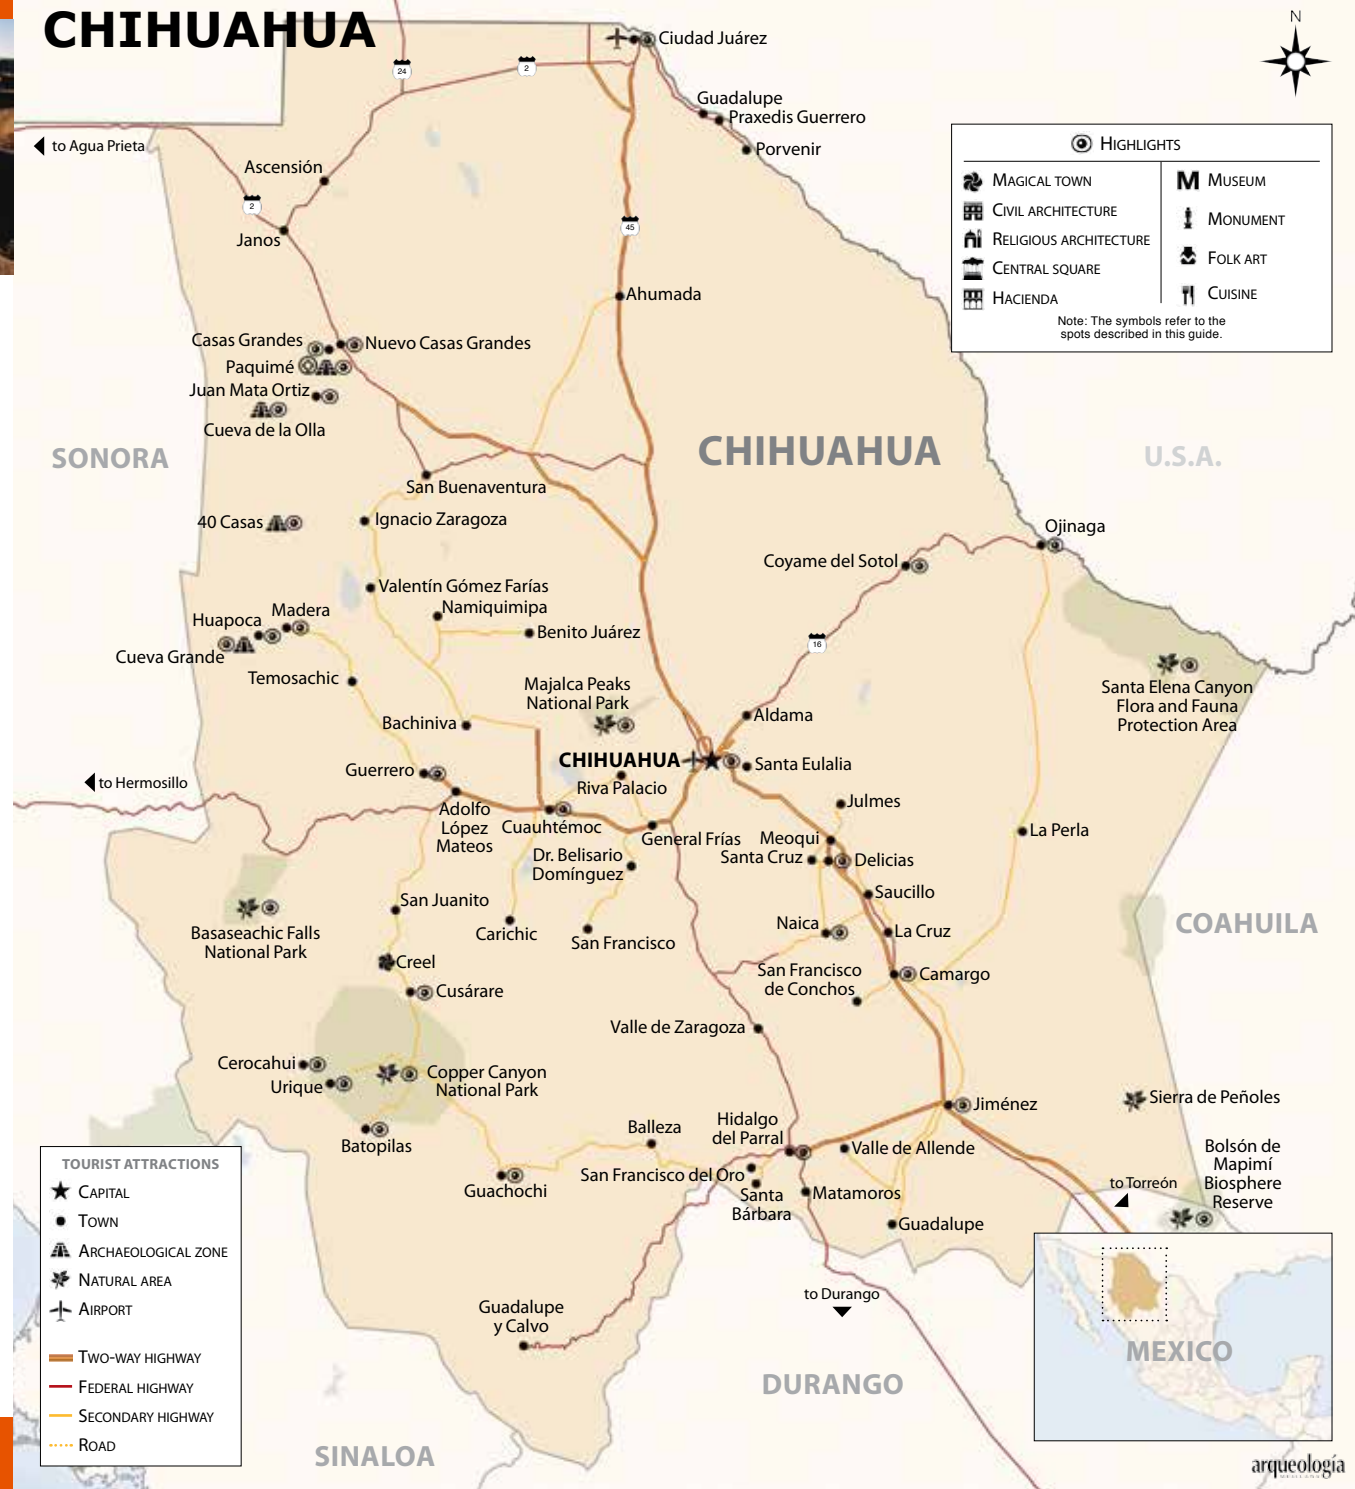 CHIHUAHUA
N
Ciudad Juárez
24
2
Guadalupe
Praxedis Guerrero
Porvenir
to Agua Prieta
Ascensión
2
Janos
45
Ahumada
HIGHLIGHTS
MAGICAL TOWN
CIVIL ARCHITECTURE
RELIGIOUS ARCHITECTURE
CENTRAL SQUARE
HACIENDA
MUSEUM
MONUMENT
FOLK ART
CUISINE
Note: The symbols refer to the
spots described in this guide.
Casas Grandes
Nuevo Casas Grandes
Paquimé
Juan Mata Ortiz
Cueva de la Olla
SONORA
CHIHUAHUA
U.S.A.
San Buenaventura
40 Casas
Ignacio Zaragoza
Ojinaga
Coyame del Sotol
Valentín Gómez Farías
Namiquimipa
Madera
Huapoca
Benito Juárez
16
Cueva Grande
Temosachic
Majalca Peaks
National Park
Santa Elena Canyon
Flora and Fauna
Protection Area
Bachiniva
Aldama
CHIHUAHUA
Santa Eulalia
Guerrero
to Hermosillo
Riva Palacio
Adolfo
López
Mateos
Cuauhtémoc
Julmes
General Frías
Meoqui
La Perla
Dr. Belisario
Domínguez
Santa Cruz
Delicias
San Juanito
Saucillo
Basaseachic Falls
National Park
Carichic
San Francisco
Naica
La Cruz
COAHUILA
Creel
San Francisco
de Conchos
Camargo
Cusárare
Valle de Zaragoza
Cerocahui
Urique
Copper Canyon
National Park
Jiménez
Sierra de Peñoles
Batopilas
Balleza
Hidalgo
del Parral
Valle de Allende
Bolsón de
Mapimí
Biosphere
Reserve
to Torreón
Guachochi
San Francisco del Oro
Santa
Bárbara
Matamoros
Guadalupe
TOURIST ATTRACTIONS
CAPITAL
TOWN
ARCHAEOLOGICAL ZONE
NATURAL AREA
AIRPORT
TWO-WAY HIGHWAY
FEDERAL HIGHWAY
SECONDARY HIGHWAY
ROAD
to Durango
Guadalupe
y Calvo
MEXICO
DURANGO
SINALOA
arqueología